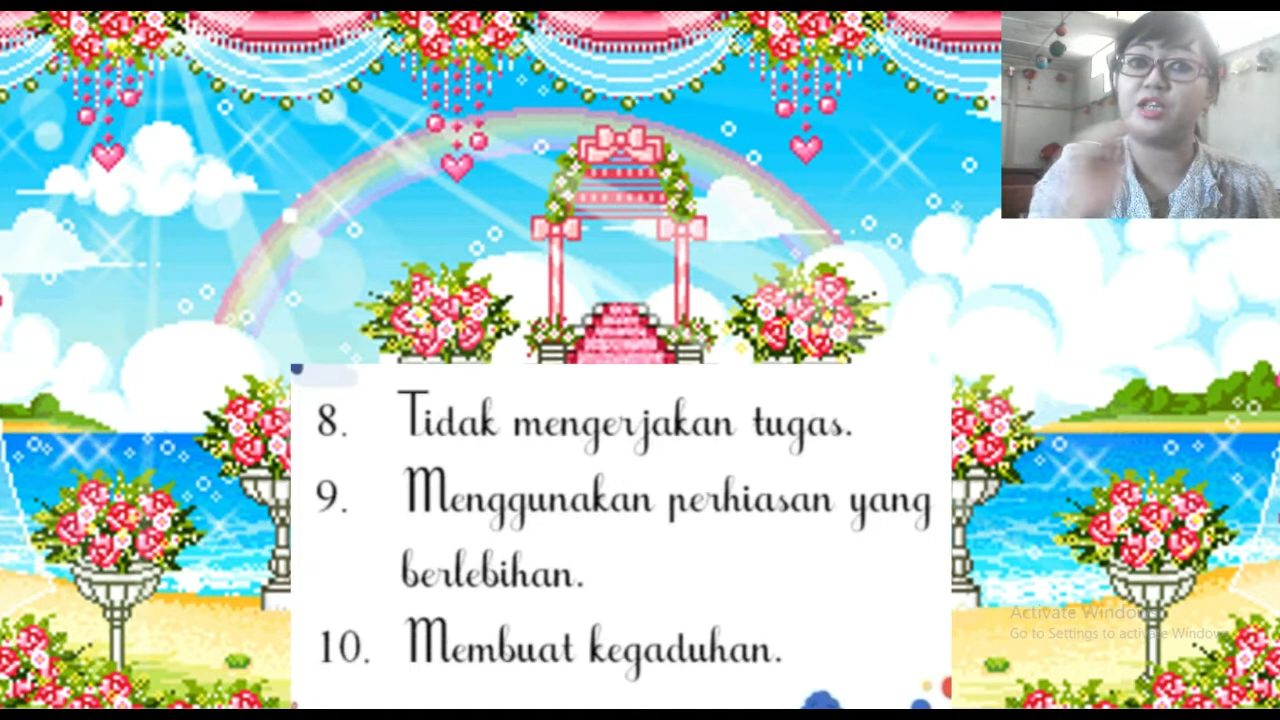 8. Tidak mengerjakan tugas.
9. Menggunakan perhiasan yang
berlebihan.
10. Membuat kegaduhan.
Activate Windows
Go to Settings to activate Windows.